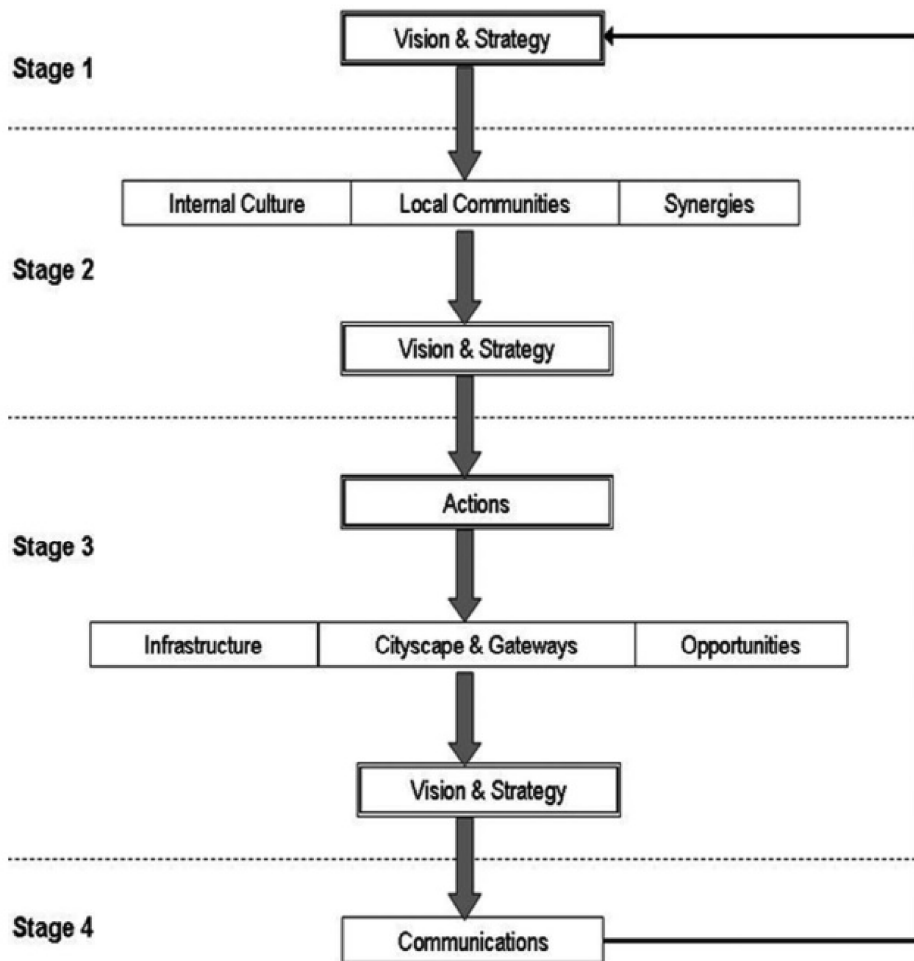 Vision & Strategy
Stage 1
Internal Culture Local Communities Synergies
Stage 2
Vision & Strategy
Actions
Stage 3
Infrastructure Cityscape & Gateways Opportunities
Vision & Strategy
Stage 4
Communications